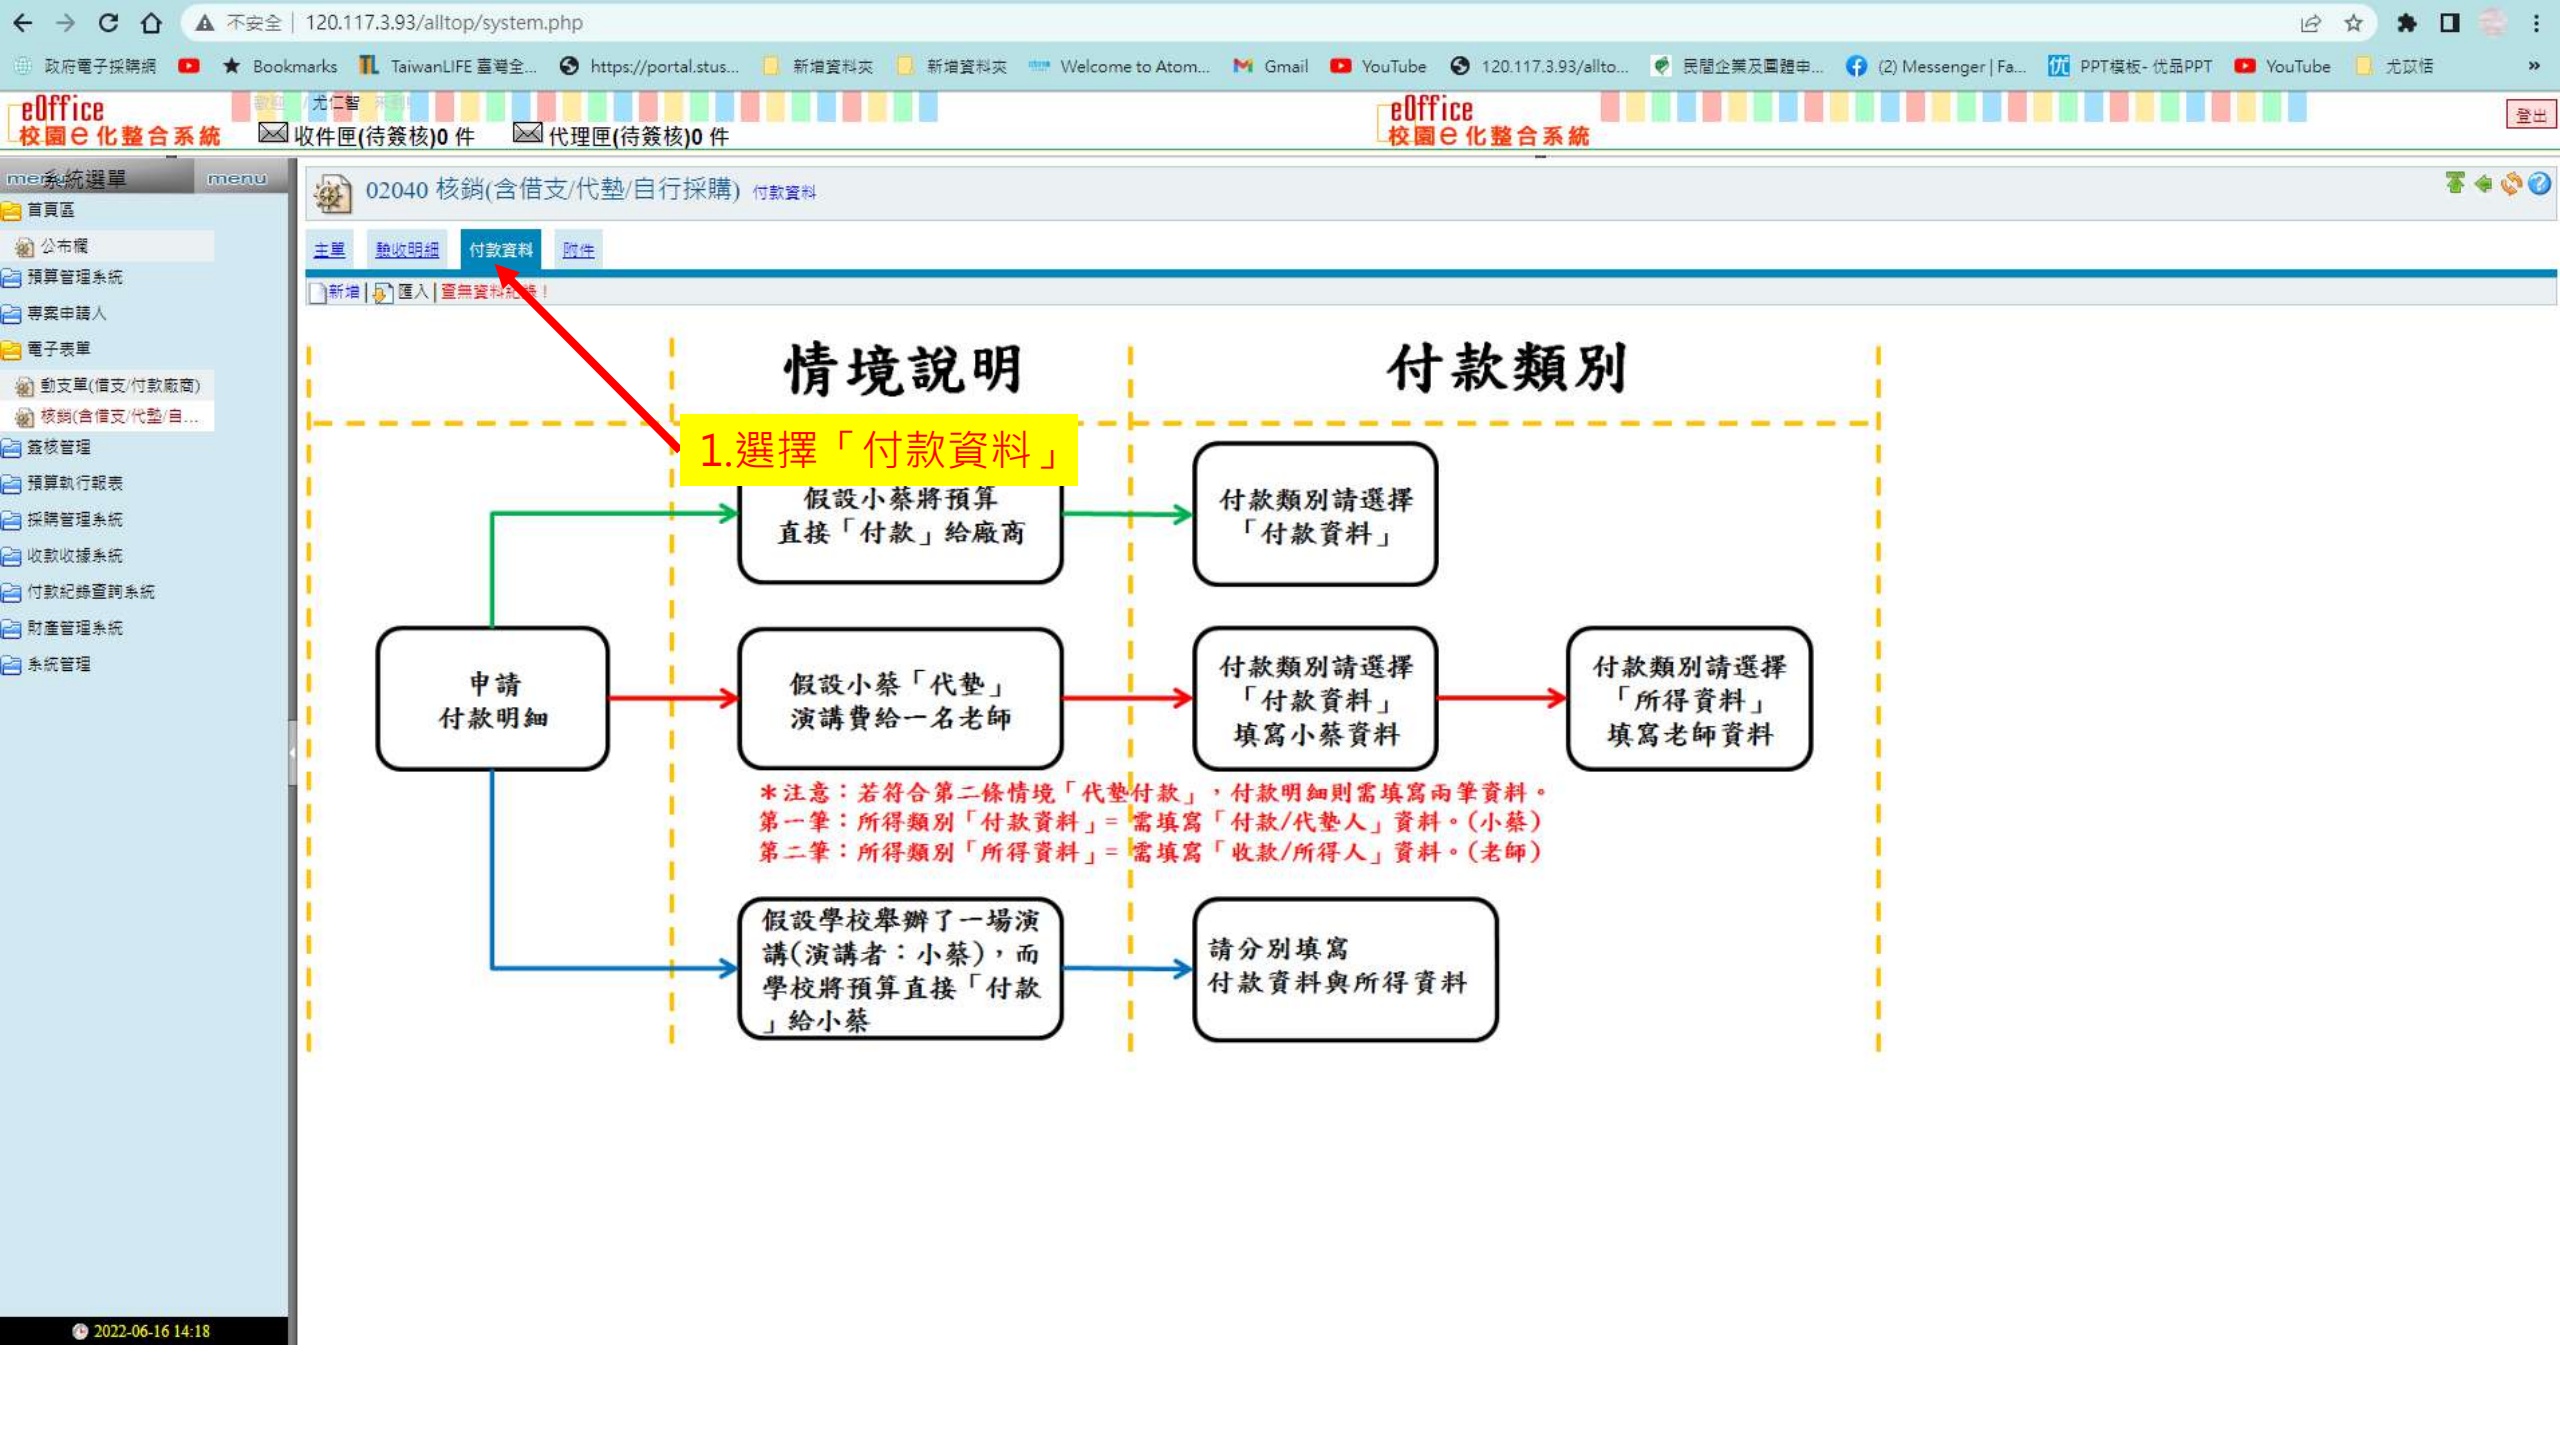 不安全 | 120.117.3.93/alltop/system.php
政府電子採購網 Bookmarks TaiwanLIFE 臺灣全... https://portal.stus... 新增資料夾 新增資料夾 Welcome to Atom... Gmail YouTube 120.117.3.93/allto... 民間企業及團體申... (2) Messenger | Fa... PPT模板- 优品PPT YouTube 尤苡恬 »
eOffice
校園e化整合系統
尤仁智
收件匣(待簽核)0 件 代理匣(待簽核)0 件
eOffice
校園e化整合系統
登出
系統選單 menu
首頁區
公布欄
預算管理系統
專案申請人
電子表單
動支單(借支/付款廠商)
核銷(含借支/代墊/自...
簽核管理
預算執行報表
採購管理系統
收款收據系統
付款紀錄查詢系統
財產管理系統
系統管理
2022-06-16 14:18
02040 核銷(含借支/代墊/自行採購) 付款資料
主單 驗收明細 付款資料 附件
新增 | 匯入 | 查無資料紀錄！
情境說明 付款類別
1.選擇「付款資料」
假設小蔡將預算
直接「付款」給廠商
付款類別請選擇
「付款資料」
申請
付款明細
假設小蔡「代墊」
演講費給一名老師
付款類別請選擇
「付款資料」
填寫小蔡資料
付款類別請選擇
「所得資料」
填寫老師資料
＊注意：若符合第二條情境「代墊付款」，付款明細則需填寫兩筆資料。
第一筆：所得類別「付款資料」= 需填寫「付款/代墊人」資料。(小蔡)
第二筆：所得類別「所得資料」= 需填寫「收款/所得人」資料。(老師)
假設學校舉辦了一場演
講(演講者：小蔡)，而
學校將預算直接「付款
」給小蔡
請分別填寫
付款資料與所得資料